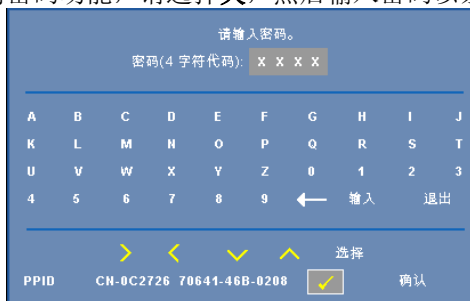 请输入密码。
密码(4 字符代码): X X X X
A B C D E F G H I J
K L M N O P Q R S T
U V W X Y Z 0 1 2 3
4 5 6 7 8 9 输入 退出
选择
PPID CN-0C2726 70641-46B-0208 确认